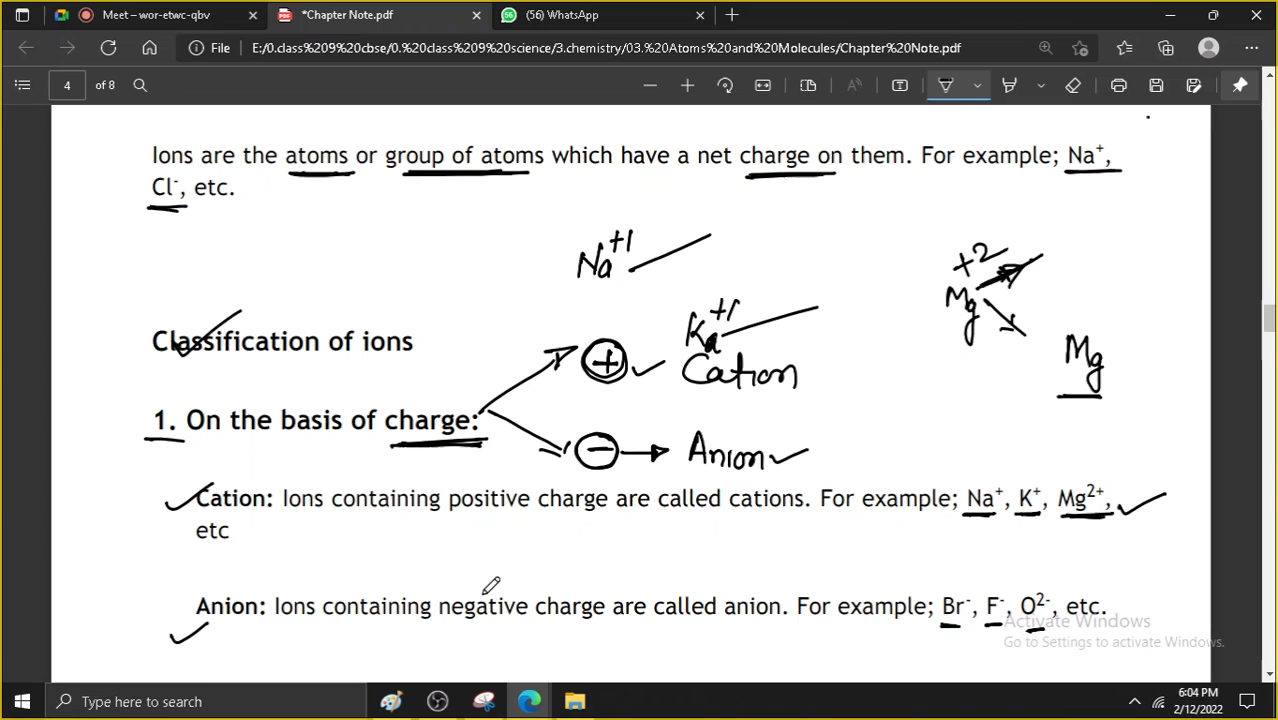 Meet – wor-etwc-qbv
*Chapter Note.pdf
(56) WhatsApp
File
E:/0.class%209%20cbse/0.%20class%209%20science/3.chemistry/03.%20Atoms%20and%20Molecules/Chapter%20Note.pdf
4 of 8
Ions are the atoms or group of atoms which have a net charge on them. For example; Na⁺,
Cl⁻, etc.
Na⁺¹
Mg⁺²
Ka⁺¹
Mg
Classification of ions
+ Cation
1. On the basis of charge:
− Anion
Cation: Ions containing positive charge are called cations. For example; Na⁺, K⁺, Mg²⁺,
etc
Anion: Ions containing negative charge are called anion. For example; Br⁻, F⁻, O²⁻, etc.
Activate Windows
Go to Settings to activate Windows.
Type here to search
6:04 PM
2/12/2022